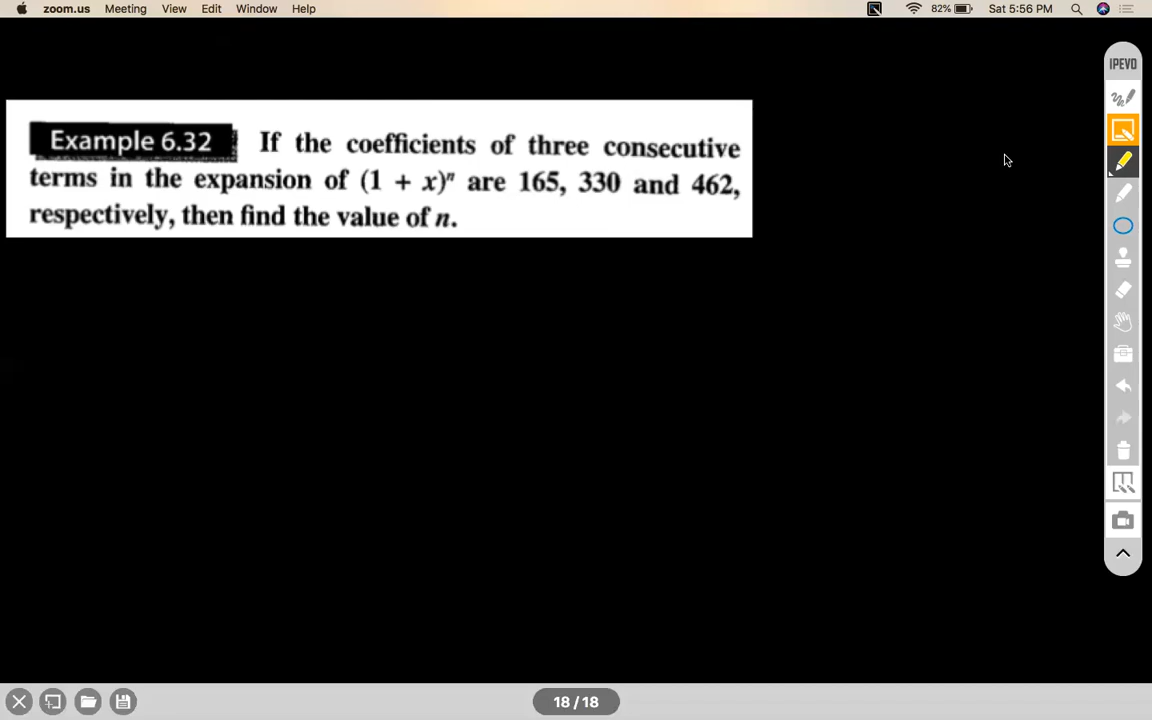 zoom.us Meeting View Edit Window Help 82% Sat 5:56 PM
IPEVO
Example 6.32 If the coefficients of three consecutive
terms in the expansion of (1 + x)ⁿ are 165, 330 and 462,
respectively, then find the value of n.
18 / 18